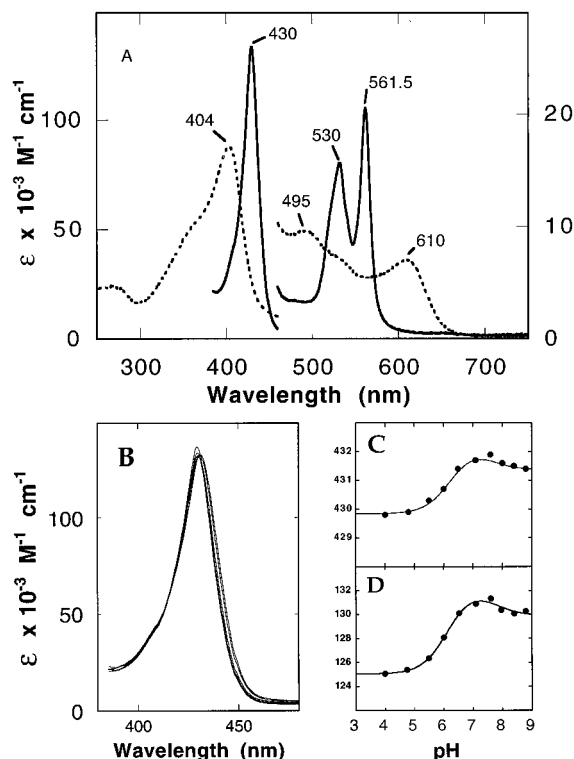 A
430
561.5
404
530
495
610
ε x 10⁻³ M⁻¹ cm⁻¹
100
50
0
20
10
0
300 400 500 600 700
Wavelength (nm)
B
ε x 10⁻³ M⁻¹ cm⁻¹
100
50
0
400 450
Wavelength (nm)
C
432
431
430
429
D
132
130
128
126
124
3 4 5 6 7 8 9
pH